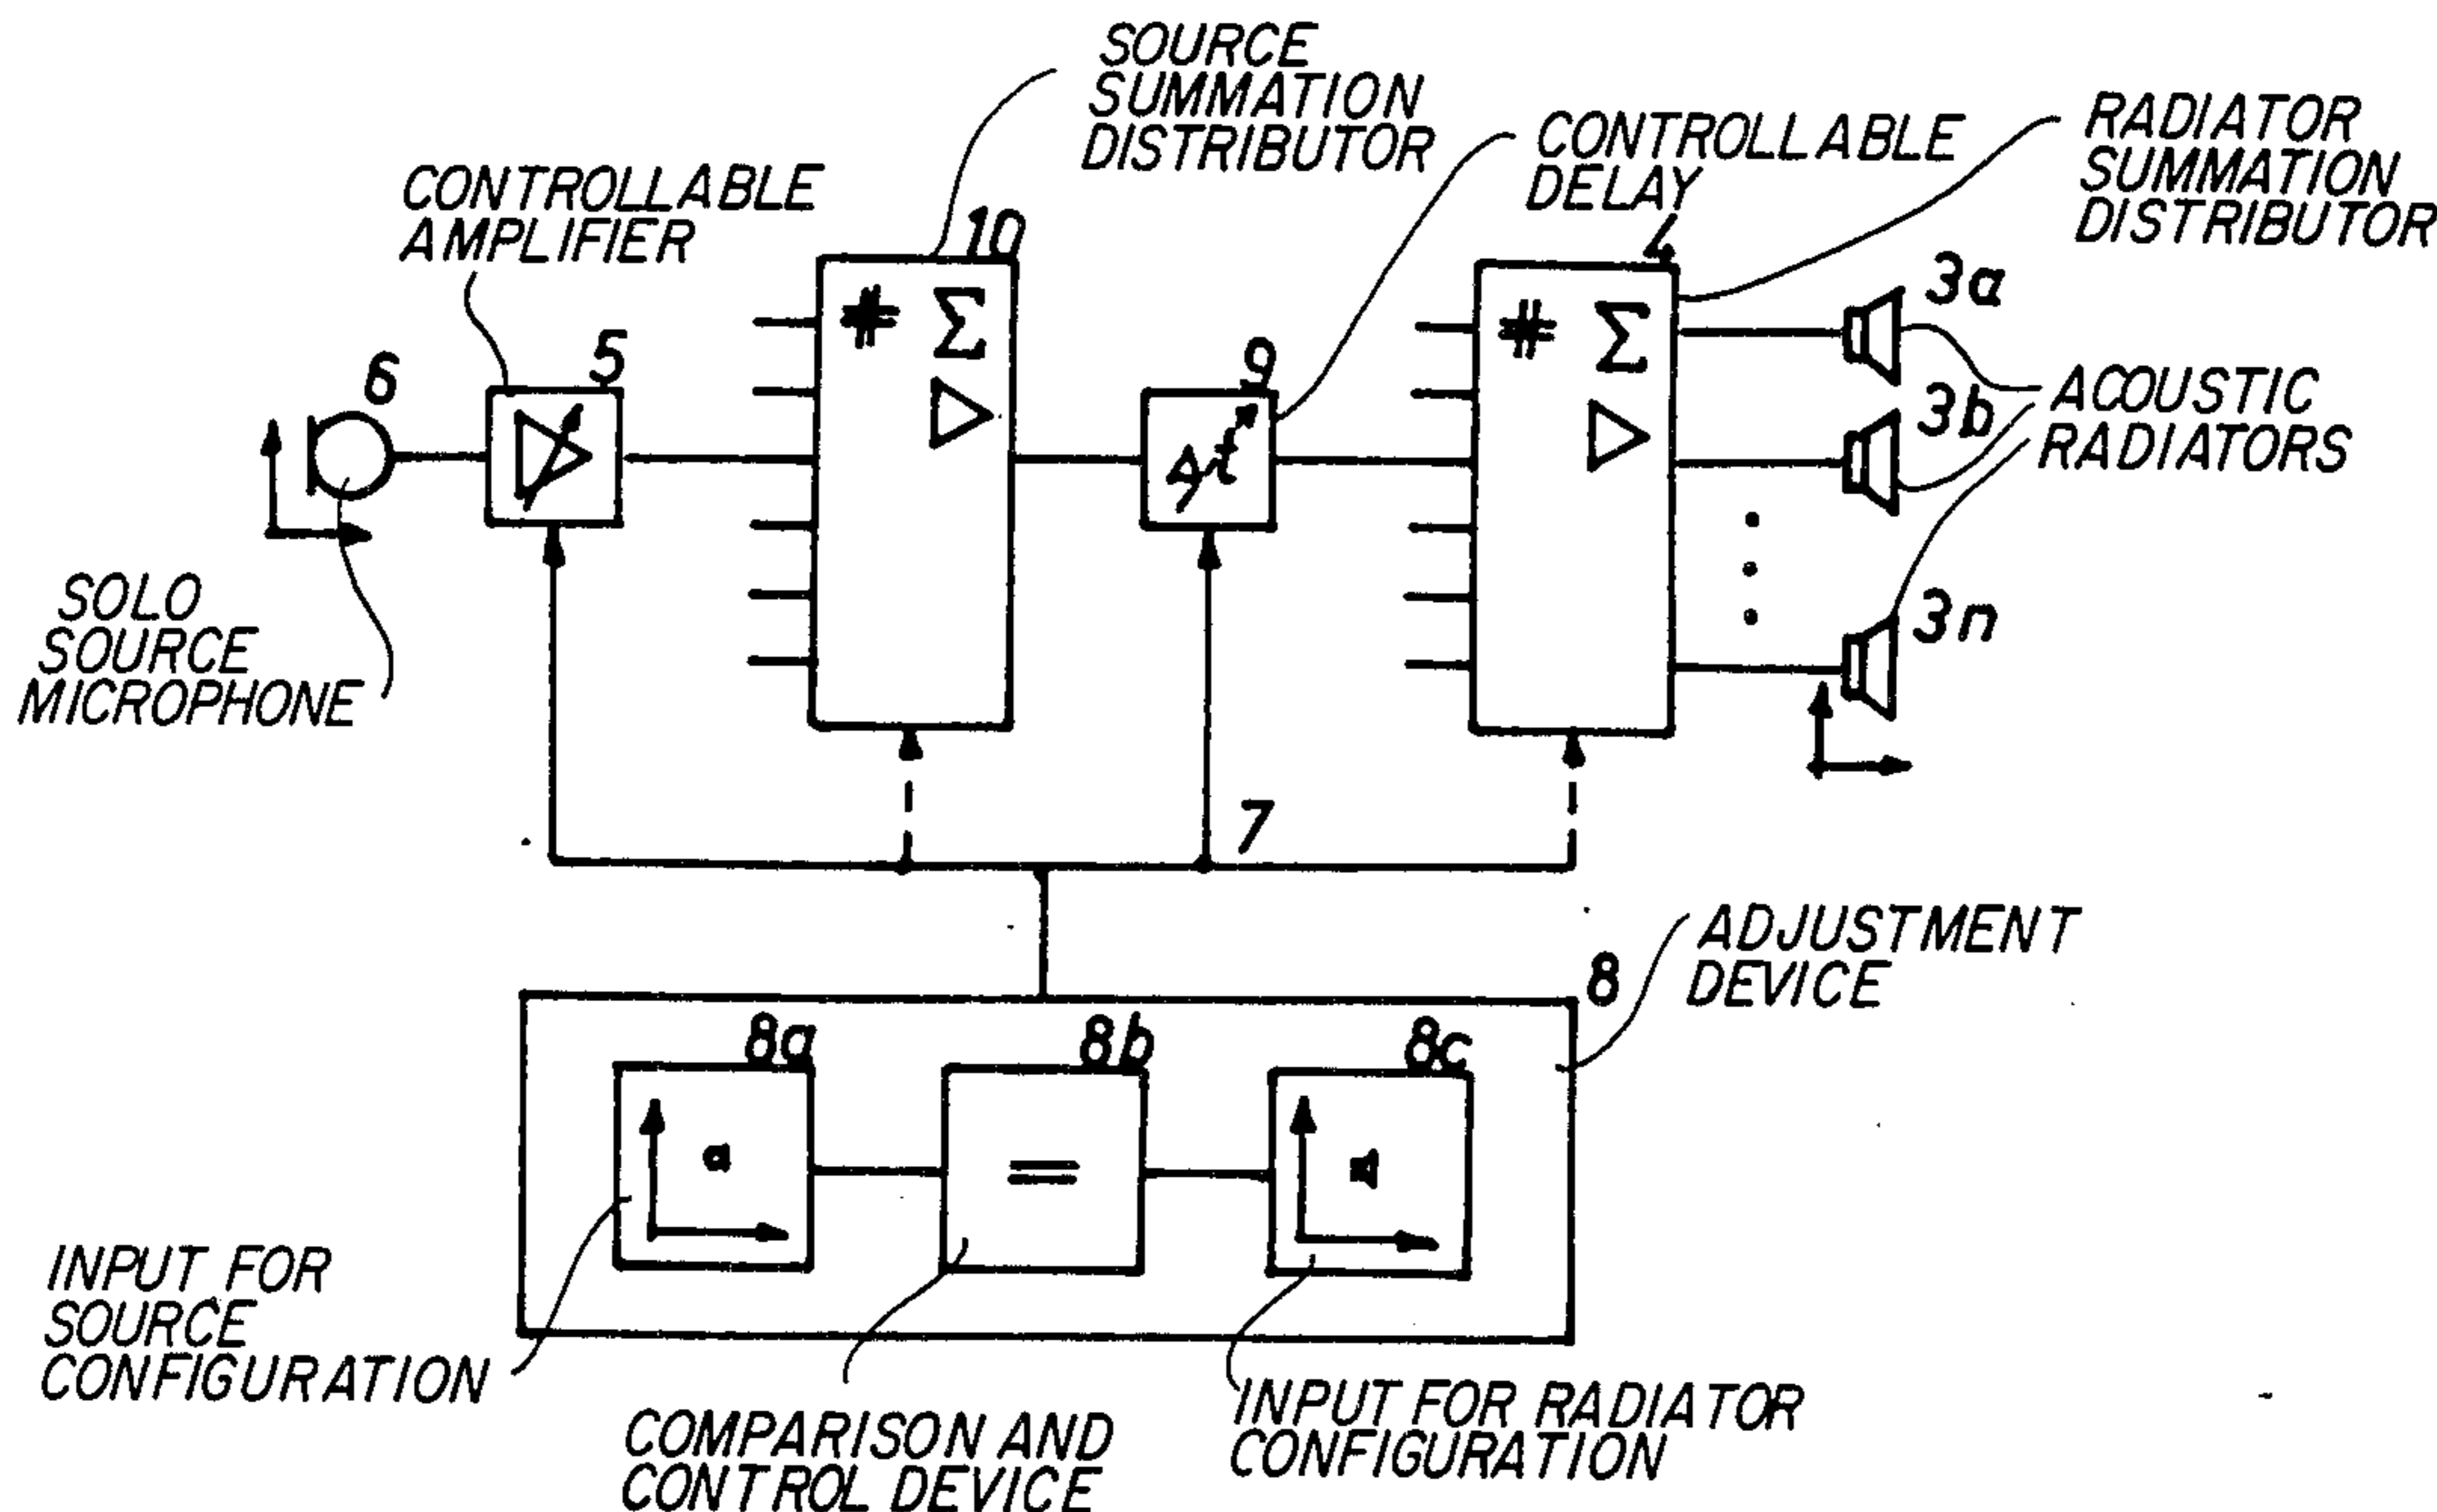 SOURCE
SUMMATION
DISTRIBUTOR
CONTROLLABLE
DELAY
RADIATOR
SUMMATION
DISTRIBUTOR
CONTROLLABLE
AMPLIFIER
10
4
# Σ
# Σ
3a
6
5
9
Δt
3b
ACOUSTIC
RADIATORS
3n
SOLO
SOURCE
MICROPHONE
7
8
ADJUSTMENT
DEVICE
8a
8b
8c
=
INPUT FOR
SOURCE
CONFIGURATION
COMPARISON AND
CONTROL DEVICE
INPUT FOR RADIATOR
CONFIGURATION